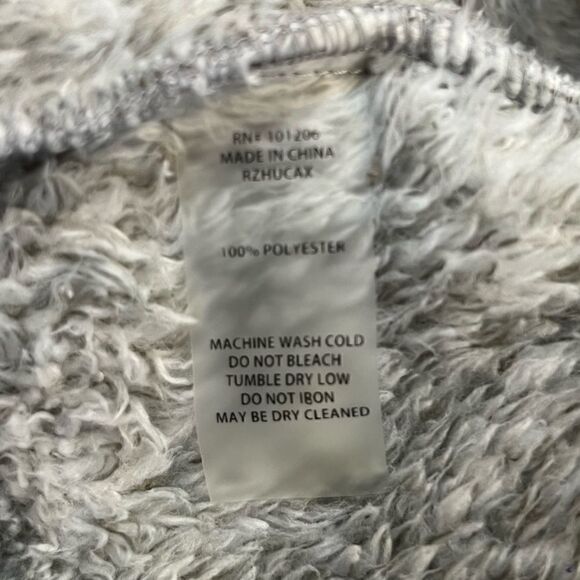 RN# 101206
MADE IN CHINA
RZHUCAX
100% POLYESTER
MACHINE WASH COLD
DO NOT BLEACH
TUMBLE DRY LOW
DO NOT IRON
MAY BE DRY CLEANED